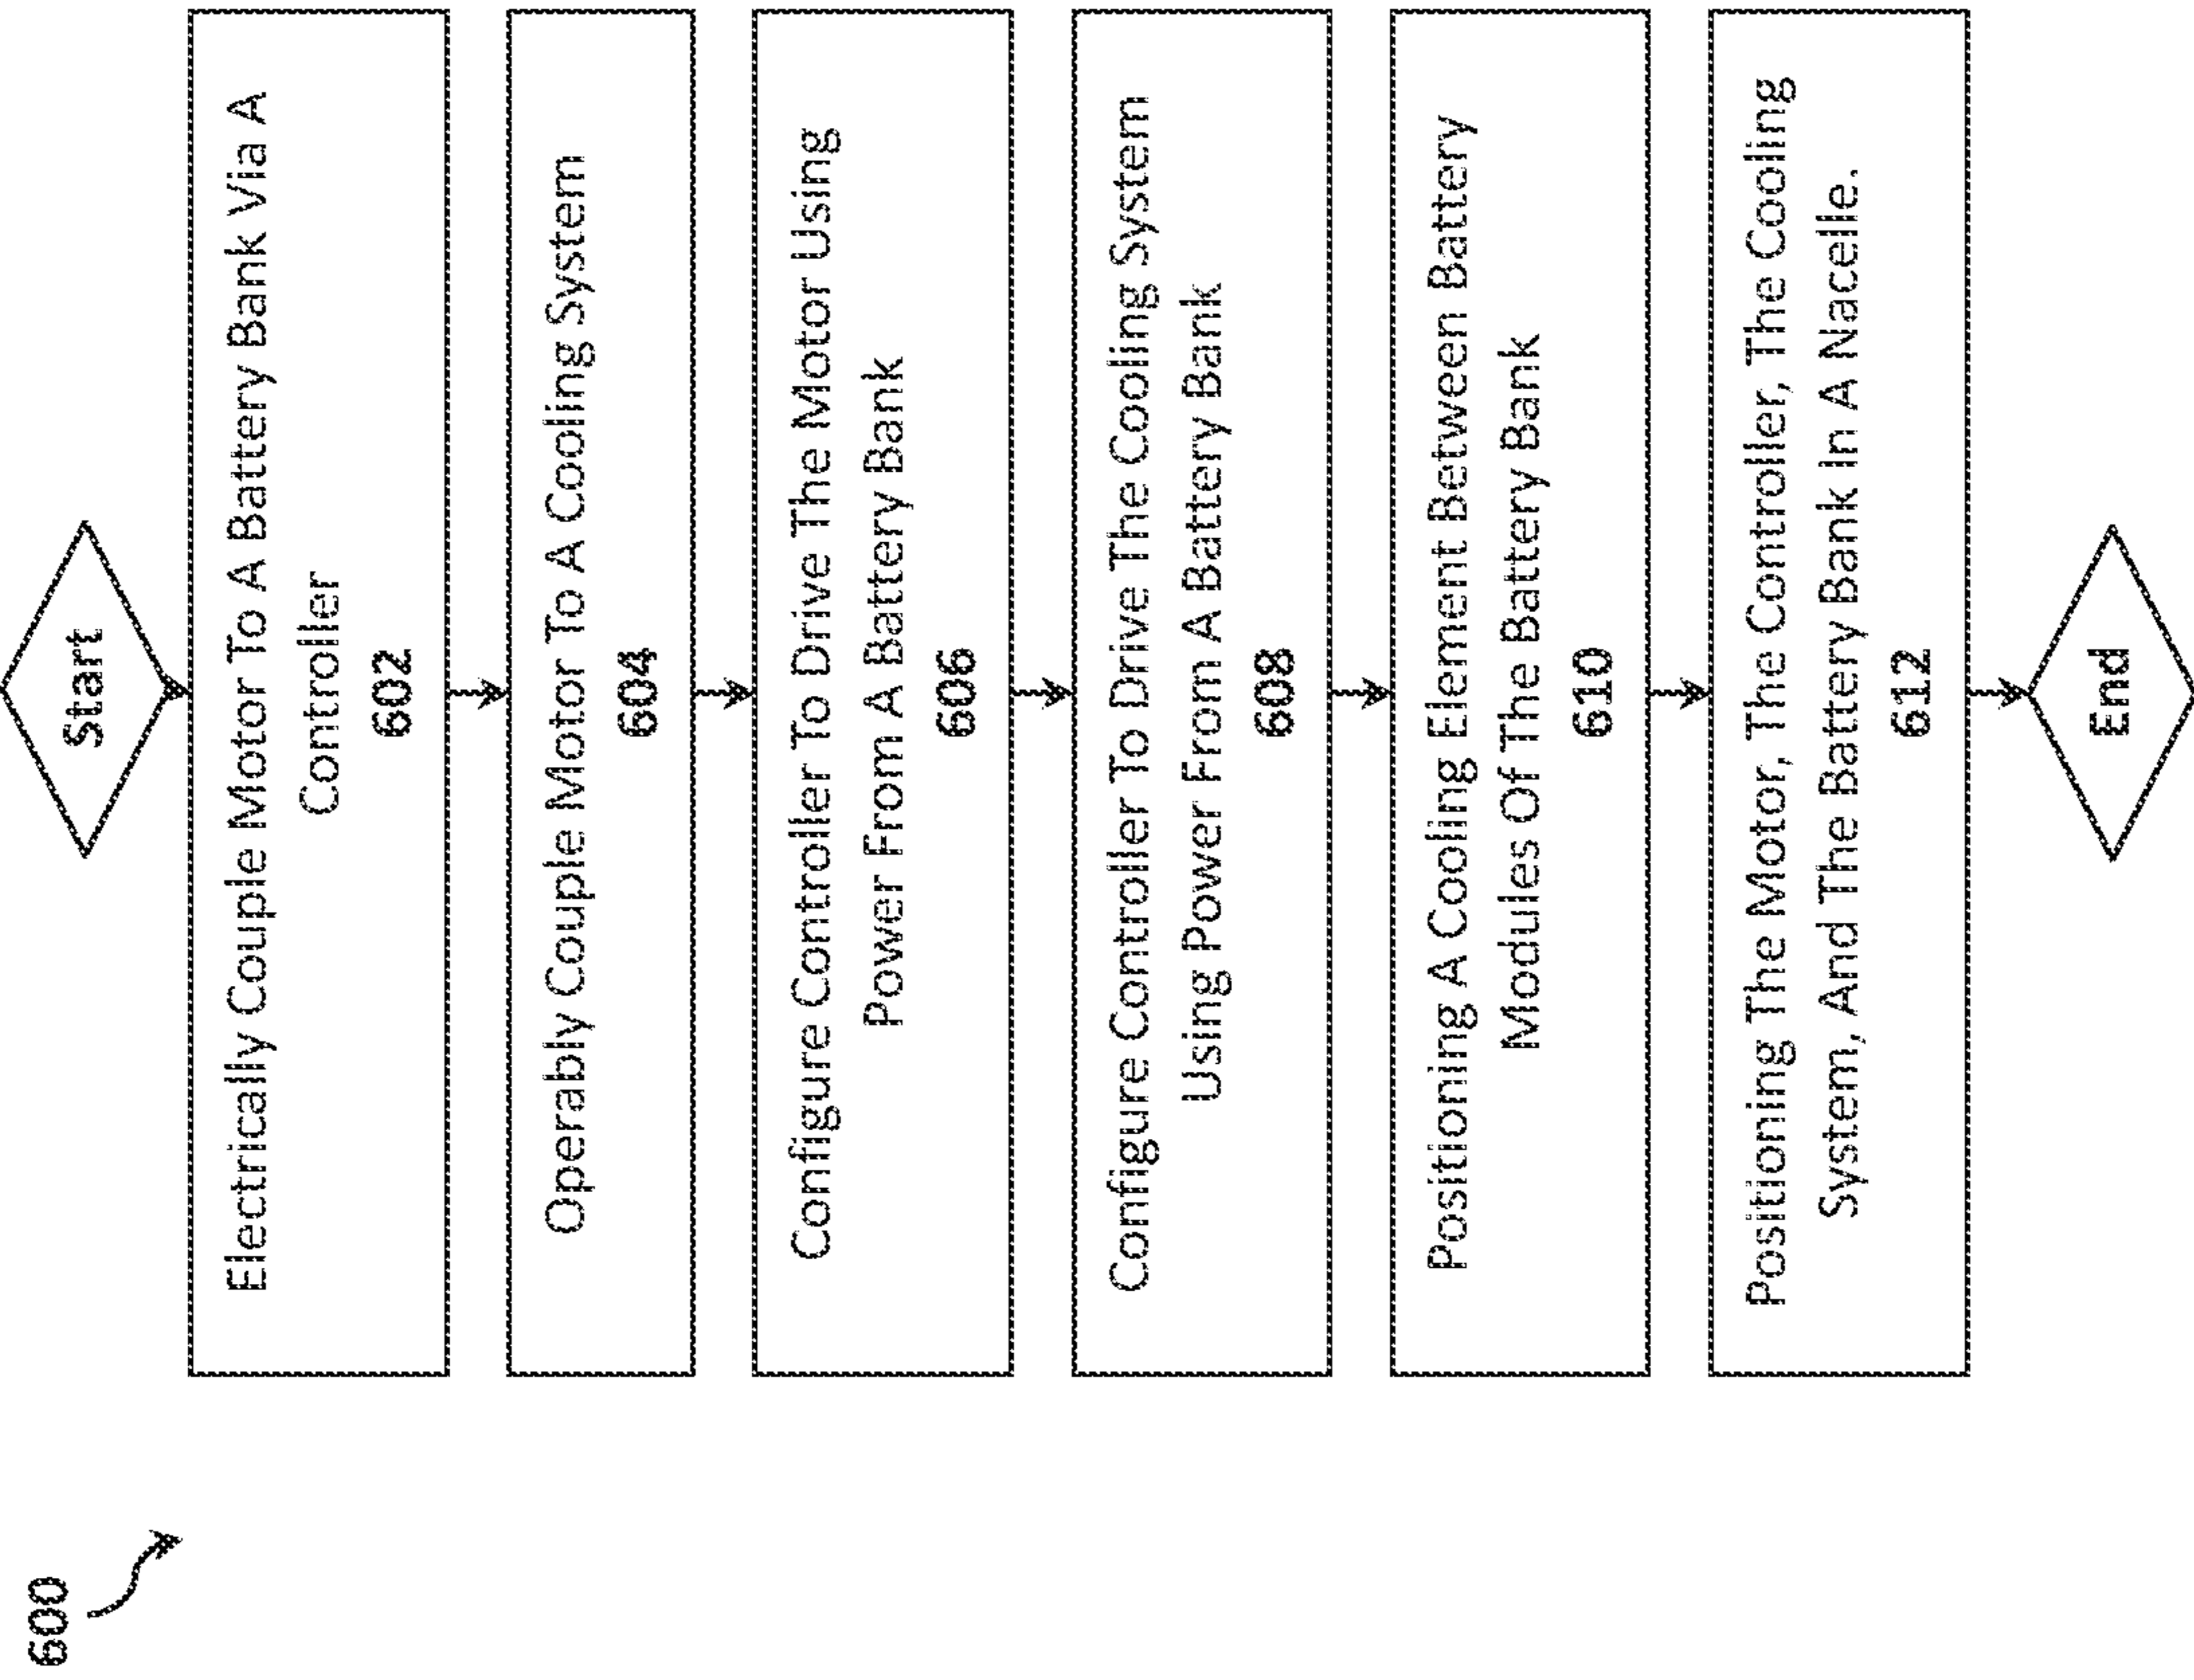 600
Start
Electrically Couple Motor To A Battery Bank Via A
Controller
602
Operably Couple Motor To A Cooling System
604
Configure Controller To Drive The Motor Using
Power From A Battery Bank
606
Configure Controller To Drive The Cooling System
Using Power From A Battery Bank
608
Positioning A Cooling Element Between Battery
Modules Of The Battery Bank
610
Positioning The Motor, The Controller, The Cooling
System, And The Battery Bank In A Nacelle.
612
End